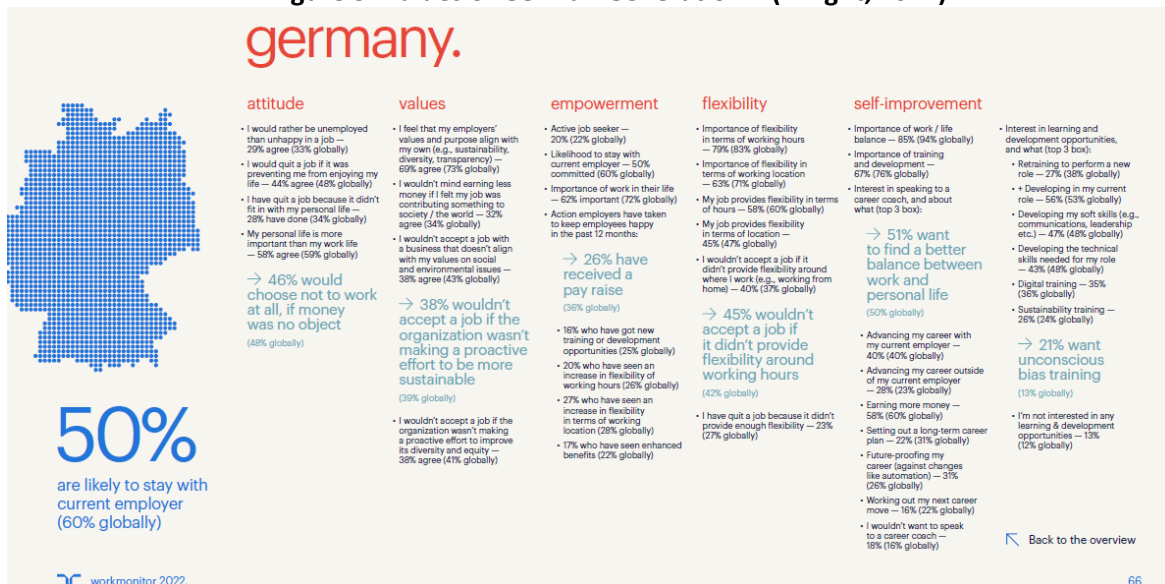 germany.
attitude
• I would rather be unemployed
than unhappy in a job —
29% agree (33% globally)
• I would quit a job if it was
preventing me from enjoying my
life — 44% agree (48% globally)
• I have quit a job because it didn't
fit in with my personal life —
28% have done (34% globally)
• My personal life is more
important than my work life
— 58% agree (59% globally)
→ 46% would
choose not to work
at all, if money
was no object
(48% globally)
values
• I feel that my employers'
values and purpose align with
my own (e.g., sustainability,
diversity, transparency) —
69% agree (73% globally)
• I wouldn't mind earning less
money if I felt my job was
contributing something to
society / the world — 32%
agree (34% globally)
• I wouldn't accept a job with
a business that doesn't align
with my values on social
and environmental issues —
38% agree (43% globally)
→ 38% wouldn't
accept a job if the
organization wasn't
making a proactive
effort to be more
sustainable
(39% globally)
• I wouldn't accept a job if the
organization wasn't making
a proactive effort to improve
its diversity and equity —
38% agree (41% globally)
empowerment
• Active job seeker —
20% (22% globally)
• Likelihood to stay with
current employer — 50%
committed (60% globally)
• Importance of work in their life
— 62% important (72% globally)
• Action employers have taken
to keep employees happy
in the past 12 months:
→ 26% have
received a
pay raise
(36% globally)
• 16% who have got new
training or development
opportunities (25% globally)
• 20% who have seen an
increase in flexibility of
working hours (26% globally)
• 27% who have seen an
increase in flexibility
in terms of working
location (28% globally)
• 17% who have seen enhanced
benefits (22% globally)
flexibility
• Importance of flexibility
in terms of working hours
— 79% (83% globally)
• Importance of flexibility in
terms of working location
— 63% (71% globally)
• My job provides flexibility in terms
of hours — 58% (60% globally)
• My job provides flexibility
in terms of location —
45% (47% globally)
• I wouldn't accept a job if it
didn't provide flexibility around
where I work (e.g., working from
home) — 40% (37% globally)
→ 45% wouldn't
accept a job if
it didn't provide
flexibility around
working hours
(42% globally)
• I have quit a job because it didn't
provide enough flexibility — 23%
(27% globally)
self-improvement
• Importance of work / life
balance — 85% (94% globally)
• Importance of training
and development —
67% (76% globally)
• Interest in speaking to a
career coach, and about
what (top 3 box):
→ 51% want
to find a better
balance between
work and
personal life
(50% globally)
• Advancing my career with
my current employer —
40% (40% globally)
• Advancing my career outside
of my current employer
— 28% (23% globally)
• Earning more money —
58% (60% globally)
• Setting out a long-term career
plan — 22% (31% globally)
• Future-proofing my
career (against changes
like automation) — 31%
(26% globally)
• Working out my next career
move — 16% (22% globally)
• I wouldn't want to speak
to a career coach —
18% (16% globally)
• Interest in learning and
development opportunities,
and what (top 3 box):
• Retraining to perform a new
role — 27% (38% globally)
• + Developing in my current
role — 56% (53% globally)
• Developing my soft skills (e.g.,
communications, leadership
etc.) — 47% (48% globally)
• Developing the technical
skills needed for my role
— 43% (48% globally)
• Digital training — 35%
(36% globally)
• Sustainability training —
26% (24% globally)
→ 21% want
unconscious
bias training
(13% globally)
• I'm not interested in any
learning & development
opportunities — 13%
(12% globally)
50%
are likely to stay with
current employer
(60% globally)
Back to the overview
workmonitor 2022.
66